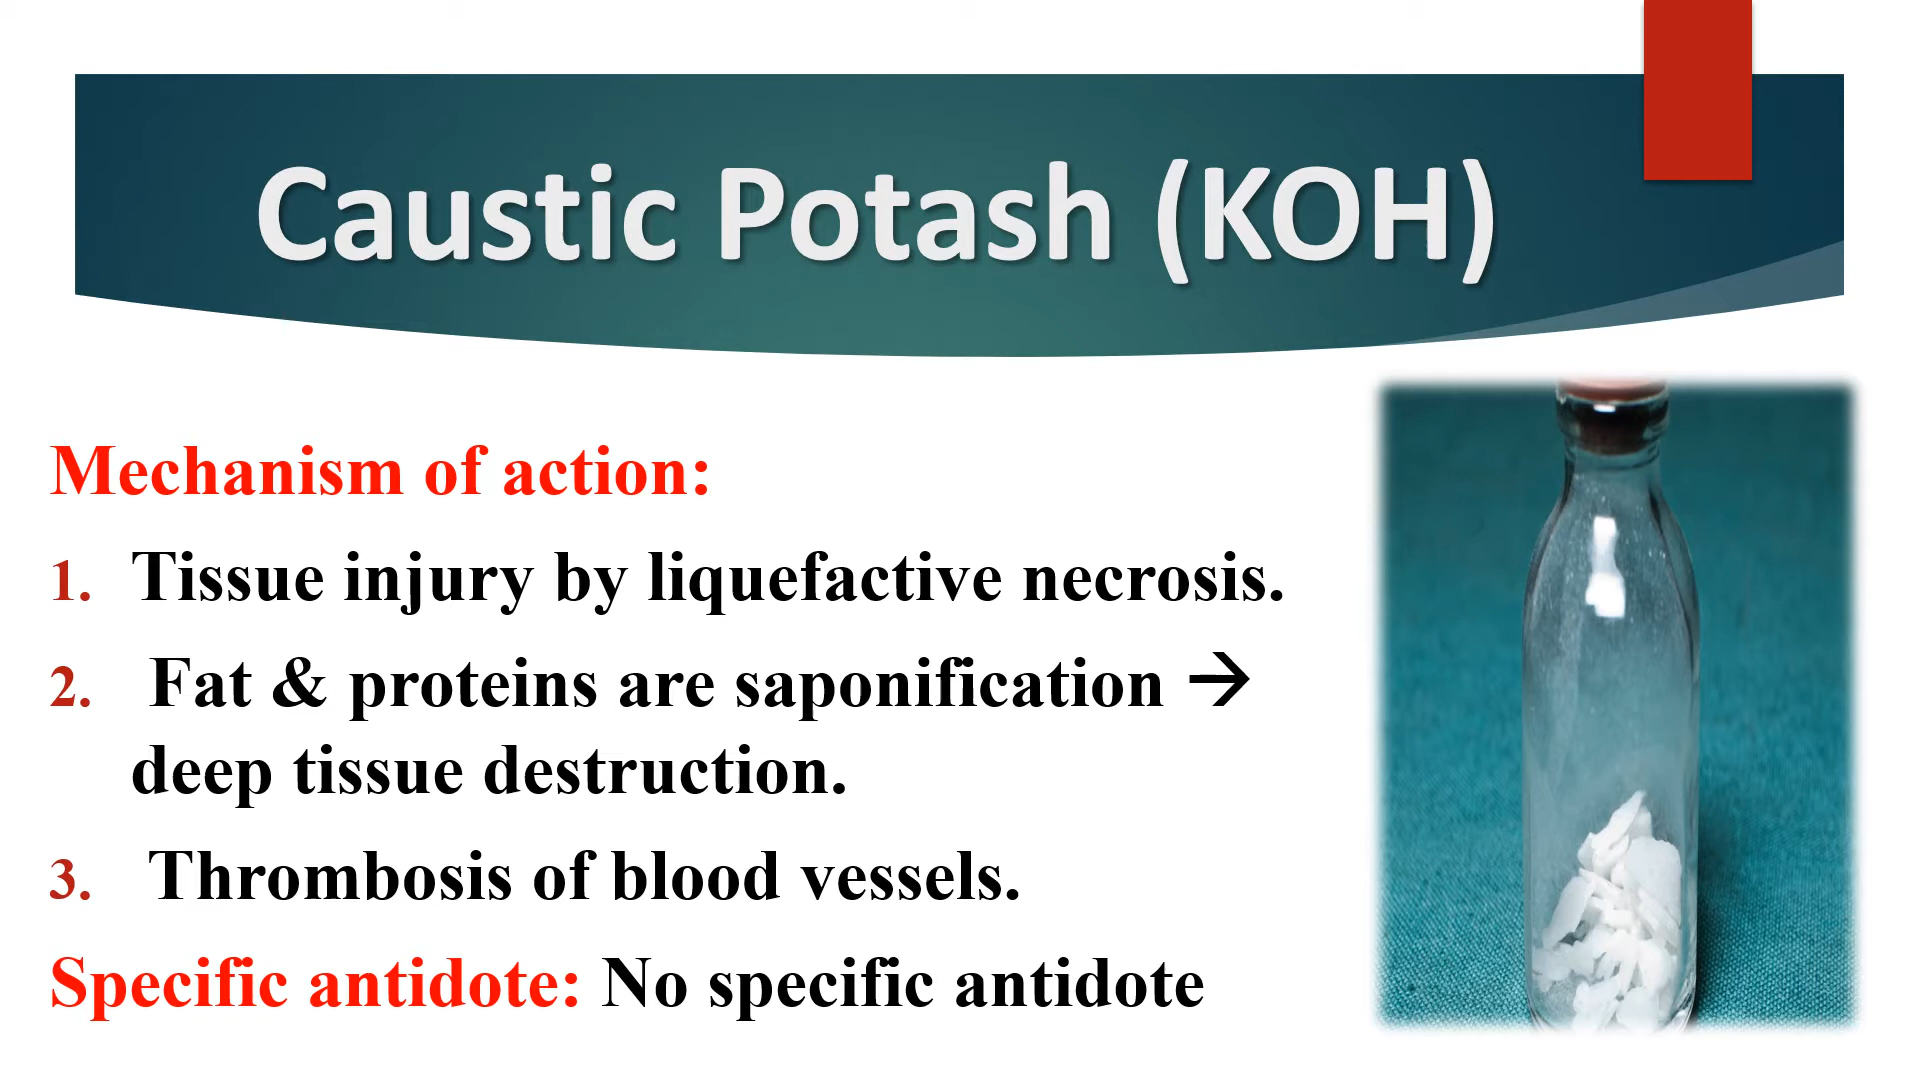 Caustic Potash (KOH)
Mechanism of action:
1. Tissue injury by liquefactive necrosis.
2. Fat & proteins are saponification →
deep tissue destruction.
3. Thrombosis of blood vessels.
Specific antidote: No specific antidote